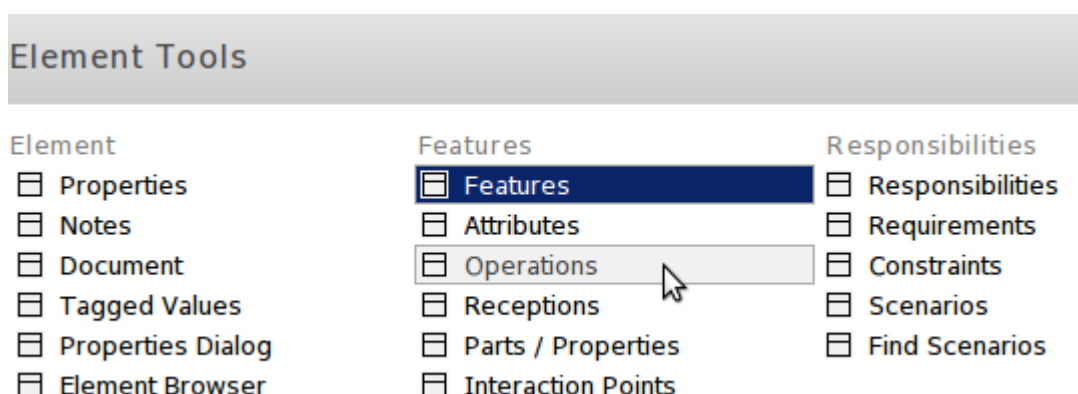 Element Tools
Element
Properties
Notes
Document
Tagged Values
Properties Dialog
Element Browser
Features
Features
Attributes
Operations
Receptions
Parts / Properties
Interaction Points
Responsibilities
Responsibilities
Requirements
Constraints
Scenarios
Find Scenarios